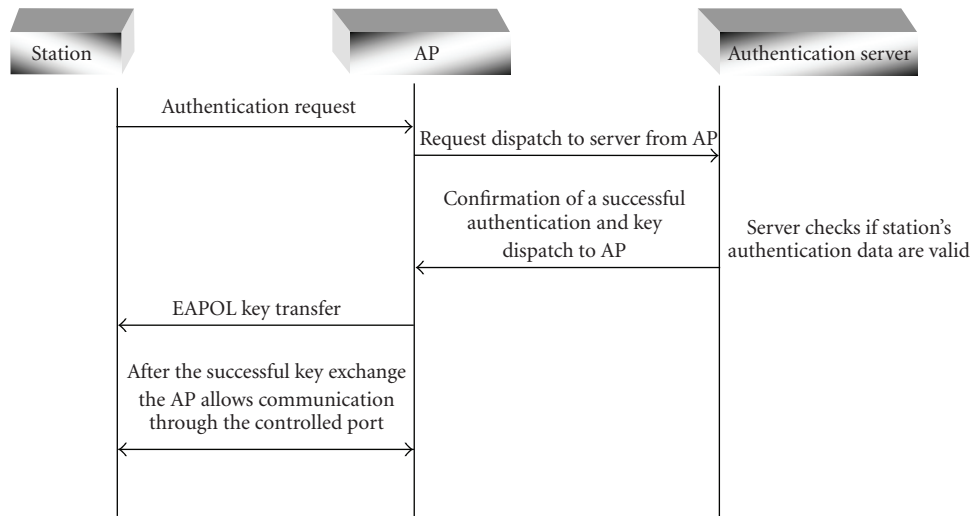 Station
AP
Authentication server
Authentication request
Request dispatch to server from AP
Confirmation of a successful
authentication and key
dispatch to AP
Server checks if station's
authentication data are valid
EAPOL key transfer
After the successful key exchange
the AP allows communication
through the controlled port